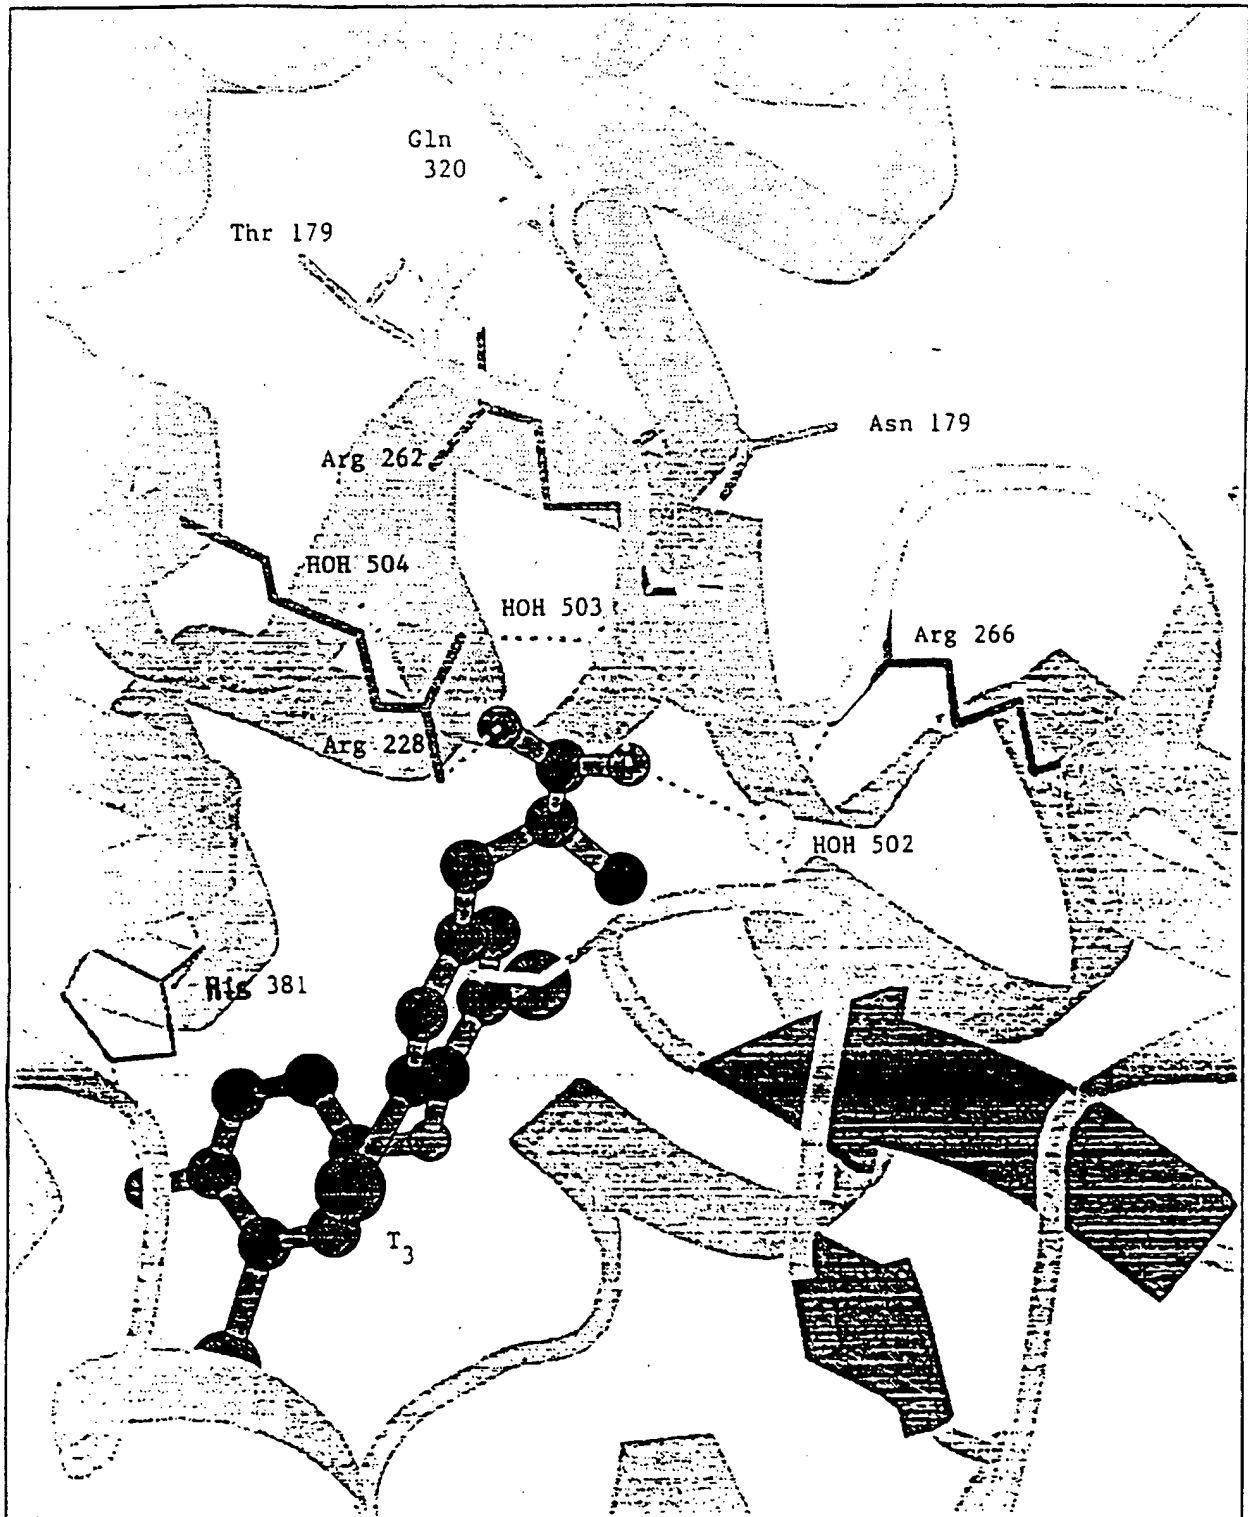 Gln
320
Thr 179
Asn 179
Arg 262
HOH 504
HOH 503
Arg 266
Arg 228
HOH 502
His 381
T3